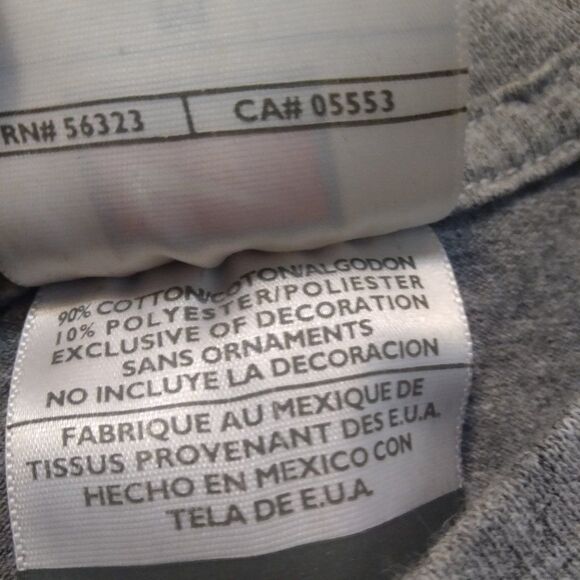 RN# 56323 | CA# 05553
90% COTTON/COTON/ALGODON
10% POLYESTER/POLIESTER
EXCLUSIVE OF DECORATION
SANS ORNAMENTS
NO INCLUYE LA DECORACION
FABRIQUE AU MEXIQUE DE
TISSUS PROVENANT DES E.U.A.
HECHO EN MEXICO CON
TELA DE E.U.A.